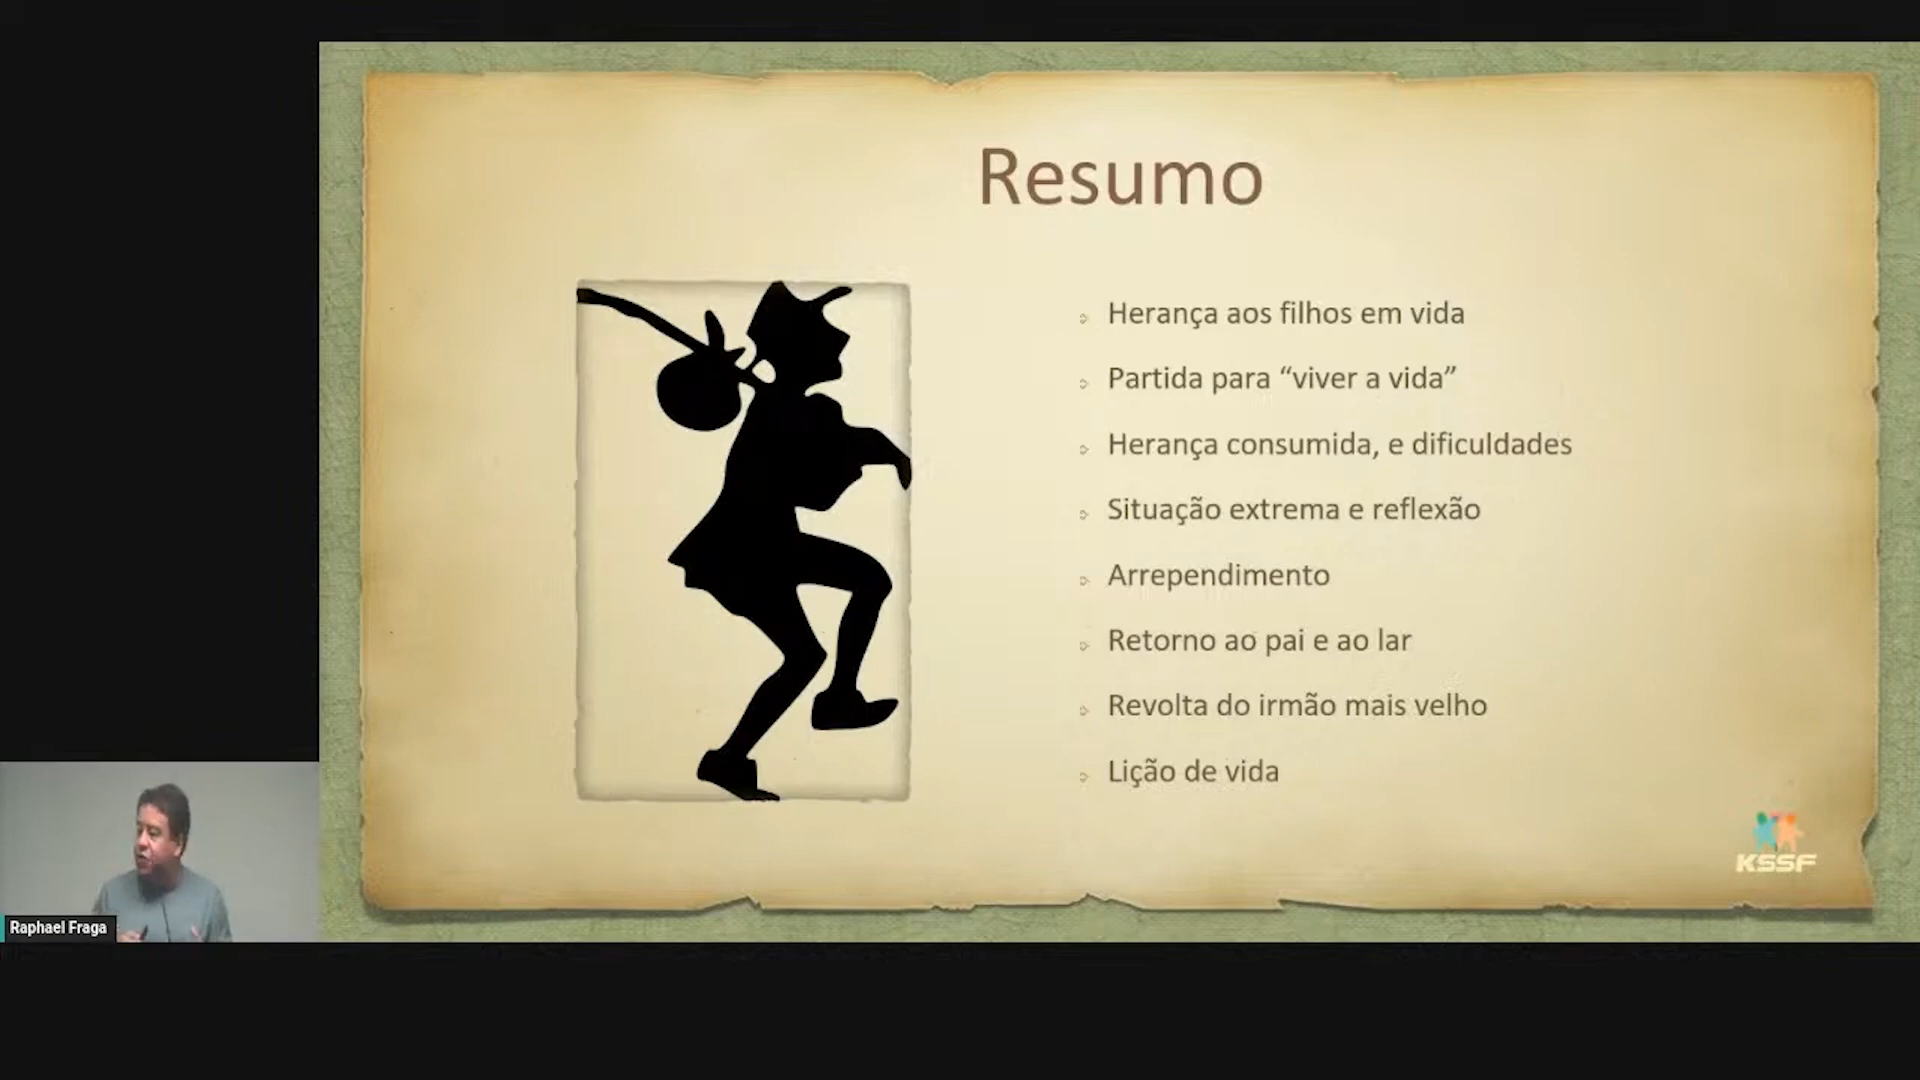 Resumo
Herança aos filhos em vida
Partida para “viver a vida”
Herança consumida, e dificuldades
Situação extrema e reflexão
Arrependimento
Retorno ao pai e ao lar
Revolta do irmão mais velho
Lição de vida
KSSF
Raphael Fraga